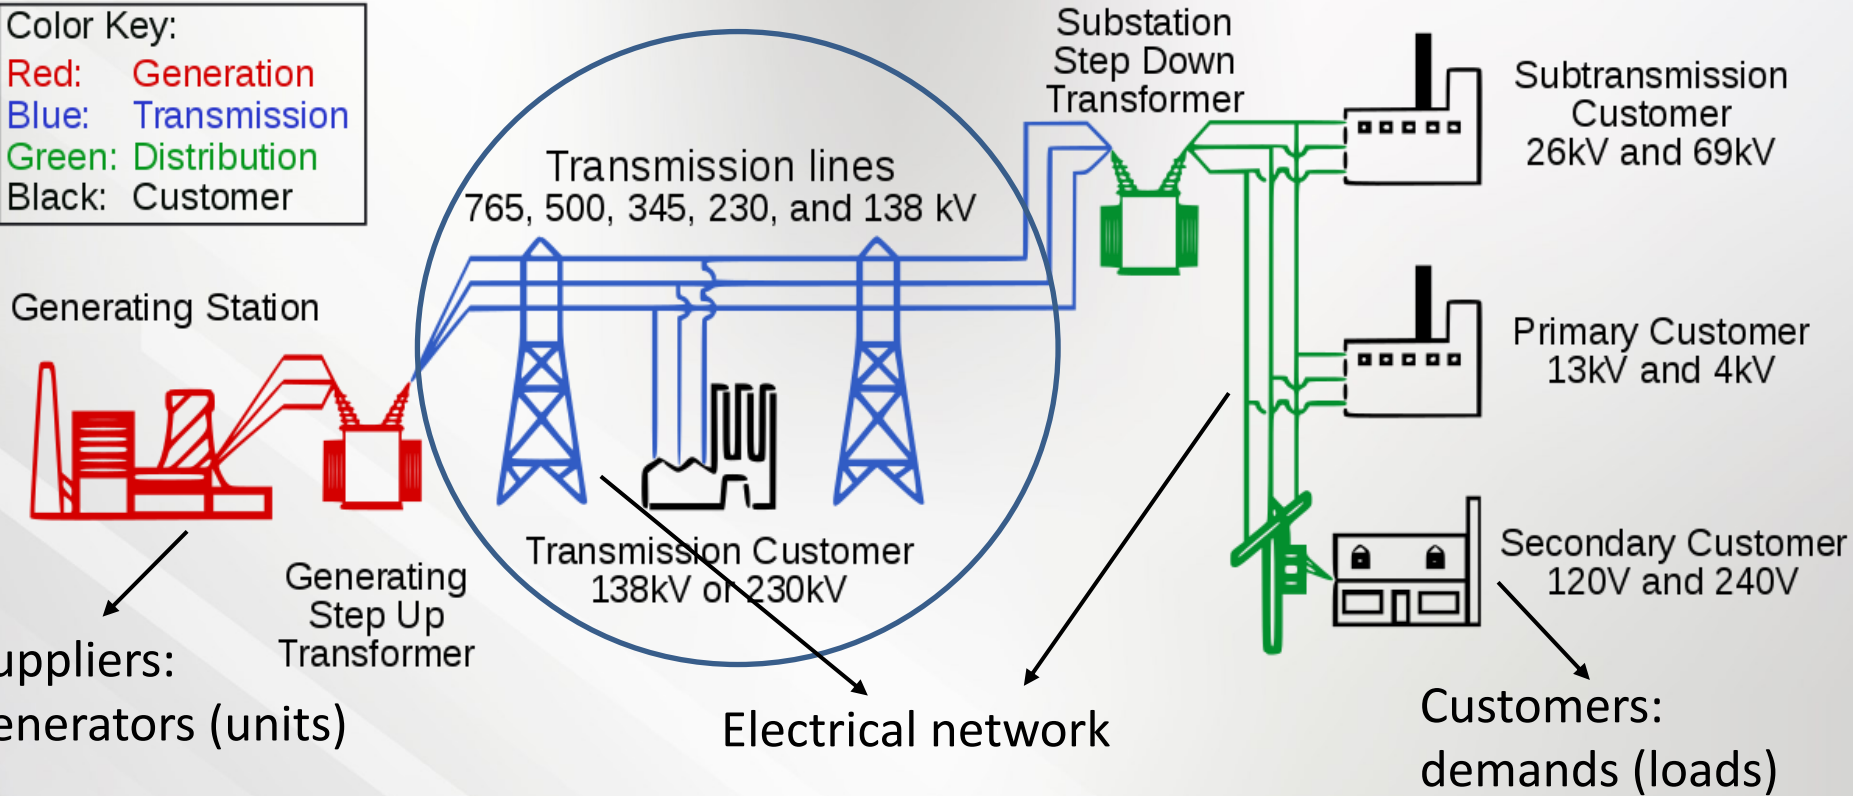 Color Key:
Red: Generation
Blue: Transmission
Green: Distribution
Black: Customer
Substation
Step Down
Transformer
Subtransmission
Customer
26kV and 69kV
Transmission lines
765, 500, 345, 230, and 138 kV
Generating Station
Primary Customer
13kV and 4kV
Transmission Customer
138kV or 230kV
Secondary Customer
120V and 240V
Generating
Step Up
Transformer
uppliers:
enerators (units)
Electrical network
Customers:
demands (loads)